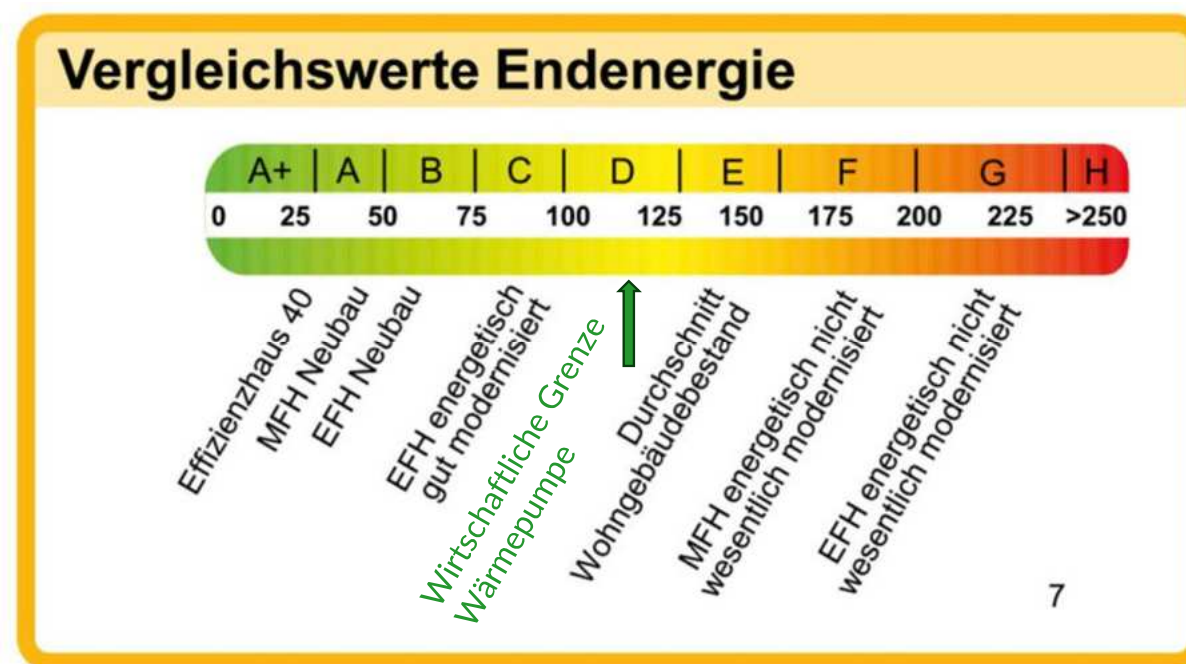 Vergleichswerte Endenergie
A+ | A | B | C | D | E | F | G | H
0 25 50 75 100 125 150 175 200 225 >250
Effizienzhaus 40
MFH Neubau
EFH Neubau
EFH energetisch
gut modernisiert
Wirtschaftliche Grenze
Wärmepumpe
Durchschnitt
Wohngebäudebestand
MFH energetisch nicht
wesentlich modernisiert
EFH energetisch nicht
wesentlich modernisiert
7